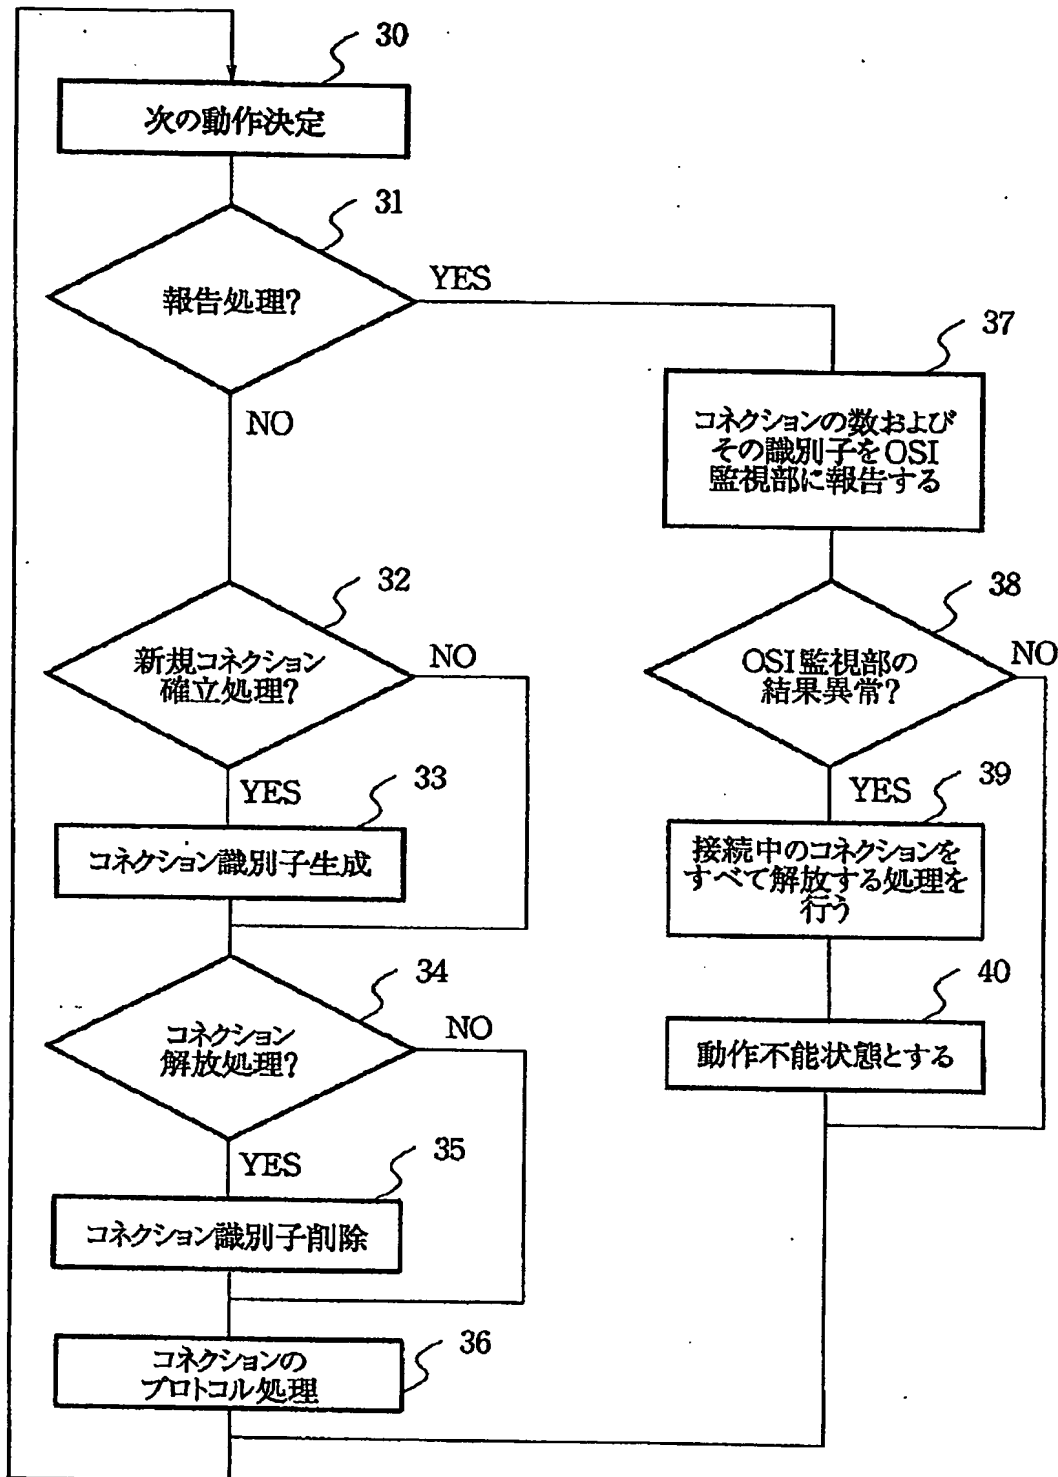 30
次の動作決定
31
報告処理?
YES
NO
37
コネクションの数および
その識別子をOSI
監視部に報告する
32
新規コネクション
確立処理?
NO
YES
38
OSI監視部の
結果異常?
NO
YES
33
コネクション識別子生成
39
接続中のコネクションを
すべて解放する処理を
行う
34
コネクション
解放処理?
NO
YES
40
動作不能状態とする
35
コネクション識別子削除
36
コネクションの
プロトコル処理